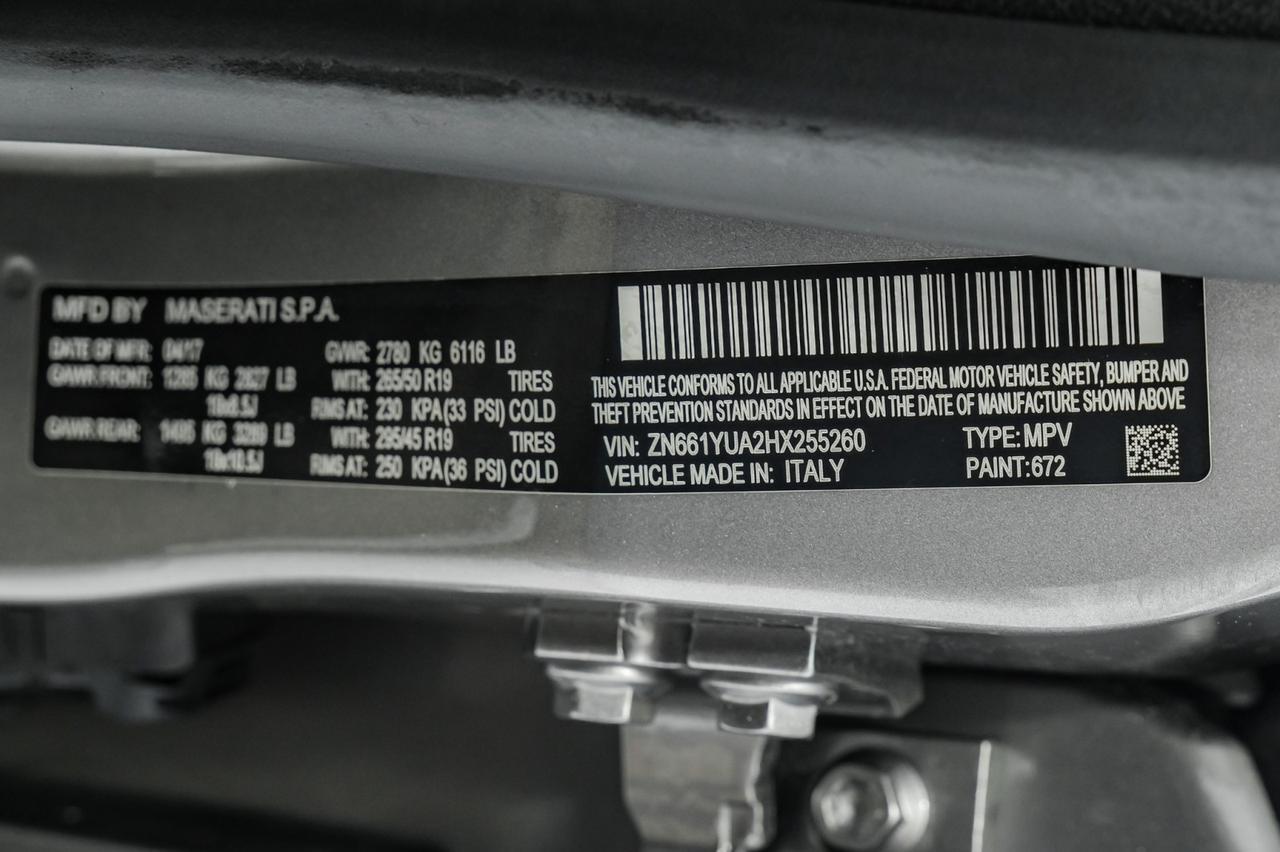 MFD BY MASERATI S.P.A.
DATE OF MFR: 04/17 GVWR: 2780 KG 6116 LB
GAWR FRONT: 1285 KG 2827 LB WITH: 265/50 R19 TIRES
19x8.5J RIMS AT: 230 KPA(33 PSI) COLD
GAWR REAR: 1495 KG 3289 LB WITH: 295/45 R19 TIRES
19x10.5J RIMS AT: 250 KPA(36 PSI) COLD
THIS VEHICLE CONFORMS TO ALL APPLICABLE U.S.A. FEDERAL MOTOR VEHICLE SAFETY, BUMPER AND
THEFT PREVENTION STANDARDS IN EFFECT ON THE DATE OF MANUFACTURE SHOWN ABOVE
VIN: ZN661YUA2HX255260 TYPE: MPV
VEHICLE MADE IN: ITALY PAINT:672